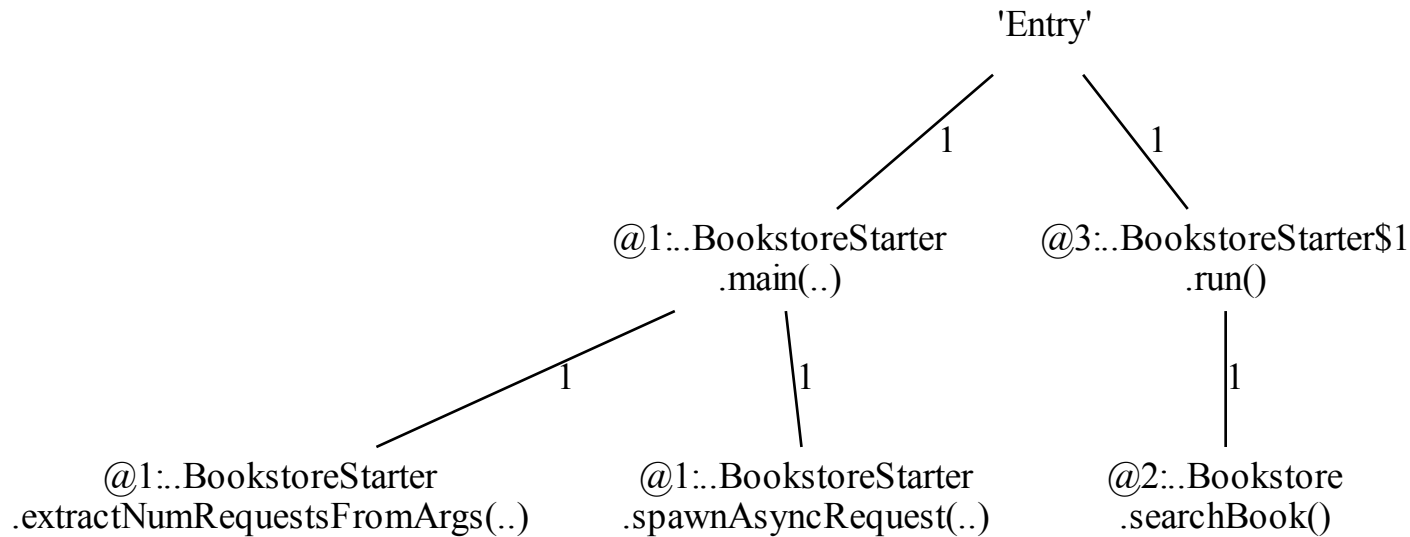 'Entry'
1
1
@1:..BookstoreStarter
.main(..)
@3:..BookstoreStarter$1
.run()
1
1
1
@1:..BookstoreStarter
.extractNumRequestsFromArgs(..)
@1:..BookstoreStarter
.spawnAsyncRequest(..)
@2:..Bookstore
.searchBook()